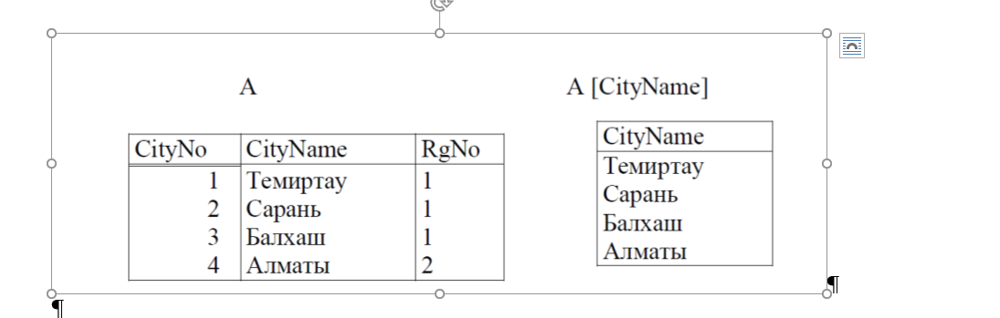 A
A [CityName]
CityNo CityName RgNo
1 Темиртау 1
2 Сарань 1
3 Балхаш 1
4 Алматы 2
CityName
Темиртау
Сарань
Балхаш
Алматы
¶
¶